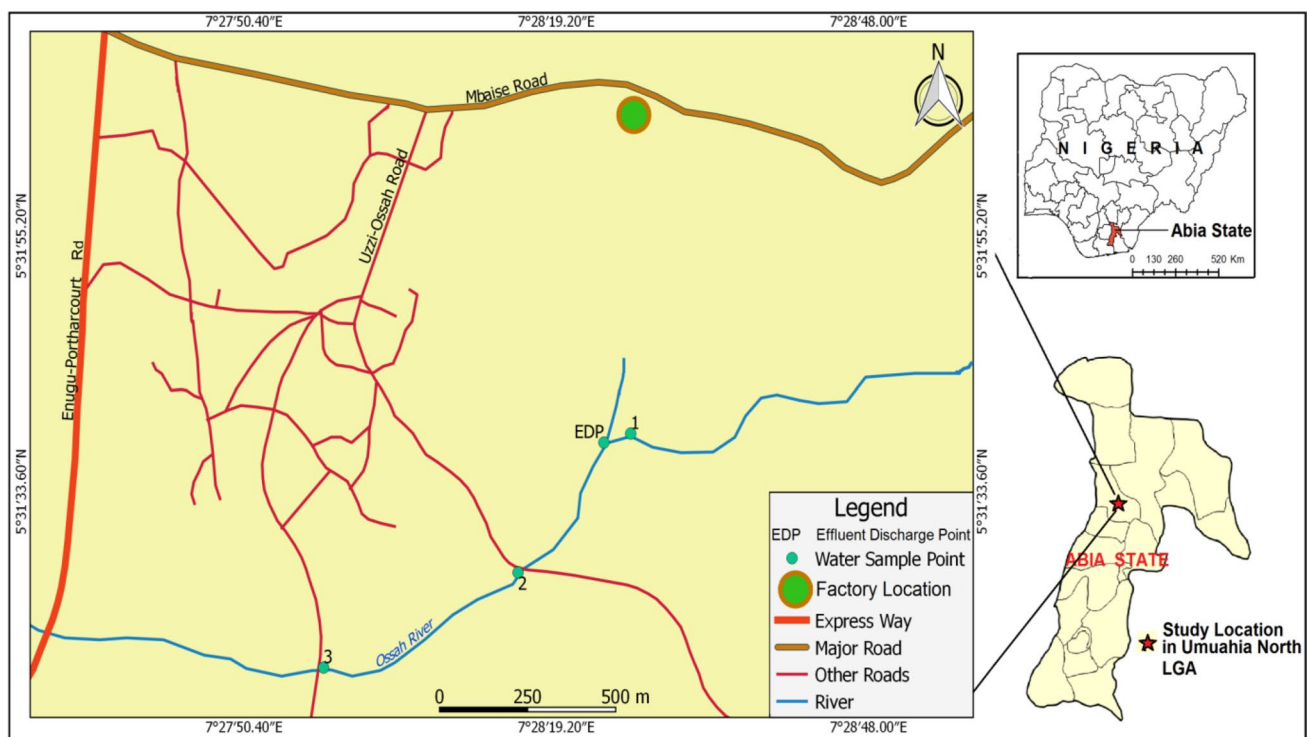 7°27′50.40″E
7°28′19.20″E
7°28′48.00″E
N
Mbaise Road
Uzzi-Ossah Road
Enugu-Portharcourt Rd
5°31′55.20″N
5°31′55.20″N
5°31′33.60″N
5°31′33.60″N
EDP
1
2
3
Ossah River
0 250 500 m
Legend
EDP Effluent Discharge Point
Water Sample Point
Factory Location
Express Way
Major Road
Other Roads
River
7°27′50.40″E
7°28′19.20″E
7°28′48.00″E
NIGERIA
Abia State
0 130 260 520 Km
ABIA STATE
Study Location
in Umuahia North
LGA